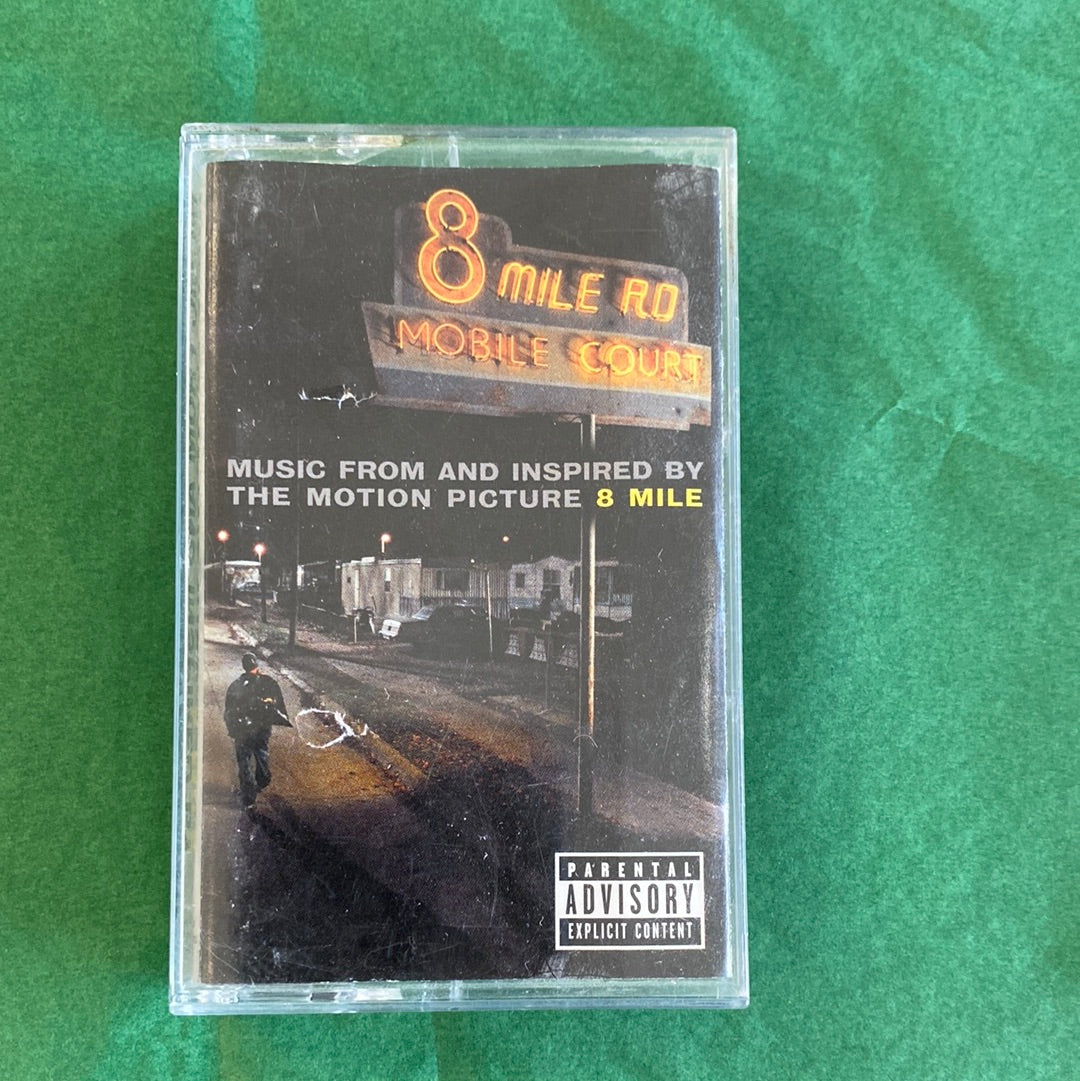 8 MILE RD
MOBILE COURT
MUSIC FROM AND INSPIRED BY
THE MOTION PICTURE 8 MILE
PARENTAL
ADVISORY
EXPLICIT CONTENT